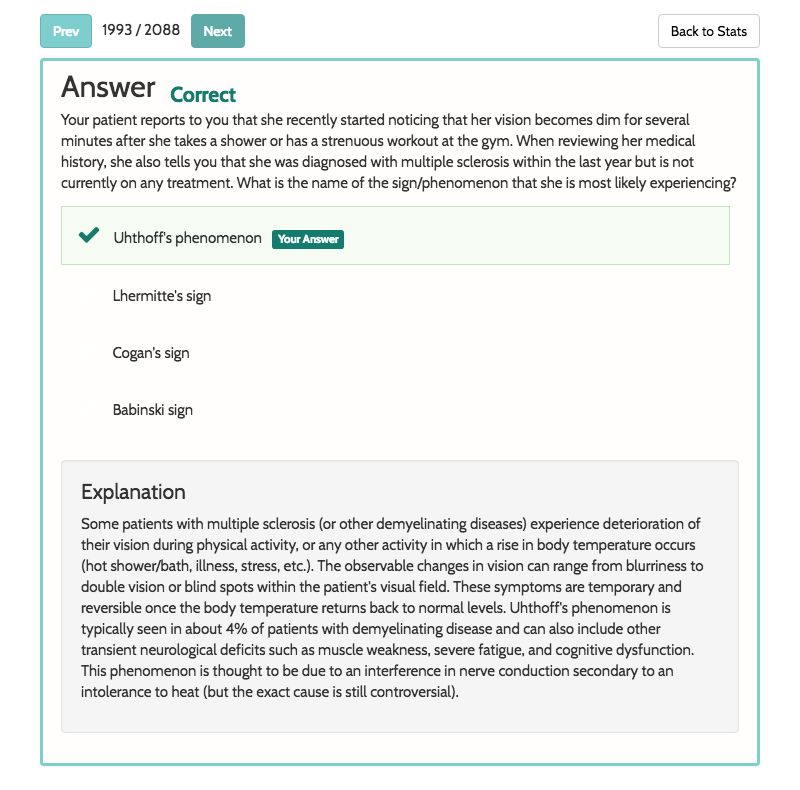 Prev 1993 / 2088 Next Back to Stats
Answer Correct
Your patient reports to you that she recently started noticing that her vision becomes dim for several
minutes after she takes a shower or has a strenuous workout at the gym. When reviewing her medical
history, she also tells you that she was diagnosed with multiple sclerosis within the last year but is not
currently on any treatment. What is the name of the sign/phenomenon that she is most likely experiencing?
Uhthoff's phenomenon Your Answer
Lhermitte's sign
Cogan's sign
Babinski sign
Explanation
Some patients with multiple sclerosis (or other demyelinating diseases) experience deterioration of
their vision during physical activity, or any other activity in which a rise in body temperature occurs
(hot shower/bath, illness, stress, etc.). The observable changes in vision can range from blurriness to
double vision or blind spots within the patient's visual field. These symptoms are temporary and
reversible once the body temperature returns back to normal levels. Uhthoff's phenomenon is
typically seen in about 4% of patients with demyelinating disease and can also include other
transient neurological deficits such as muscle weakness, severe fatigue, and cognitive dysfunction.
This phenomenon is thought to be due to an interference in nerve conduction secondary to an
intolerance to heat (but the exact cause is still controversial).